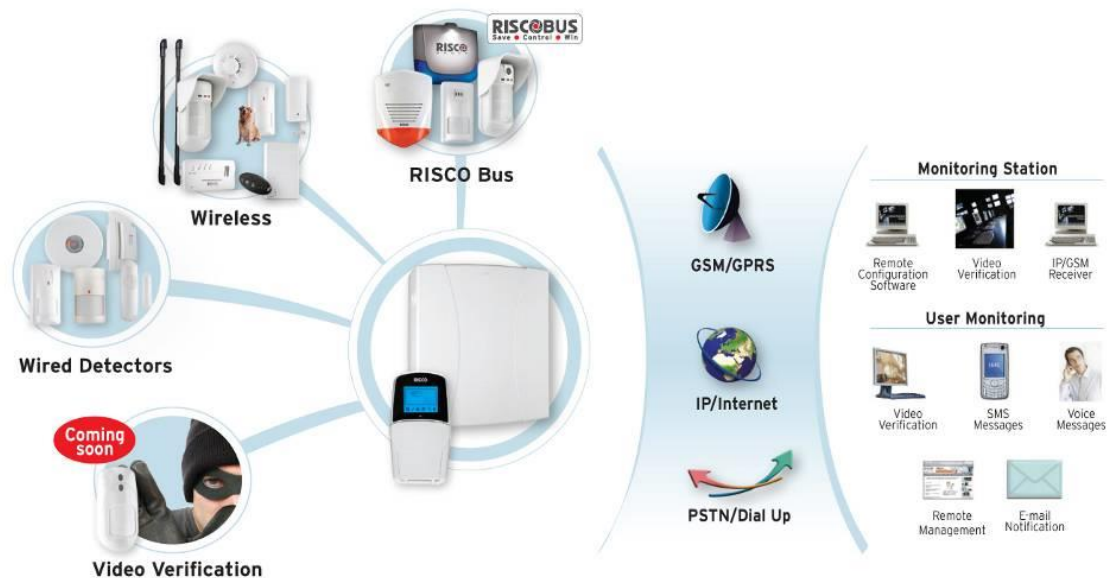 RISCOBUS
Save • Control • Win
RISCO
Wireless
RISCO Bus
Wired Detectors
RISCO
Coming
soon
Video Verification
GSM/GPRS
IP/Internet
PSTN/Dial Up
Monitoring Station
Remote
Configuration
Software
Video
Verification
IP/GSM
Receiver
User Monitoring
Video
Verification
SMS
Messages
Voice
Messages
Remote
Management
E-mail
Notification